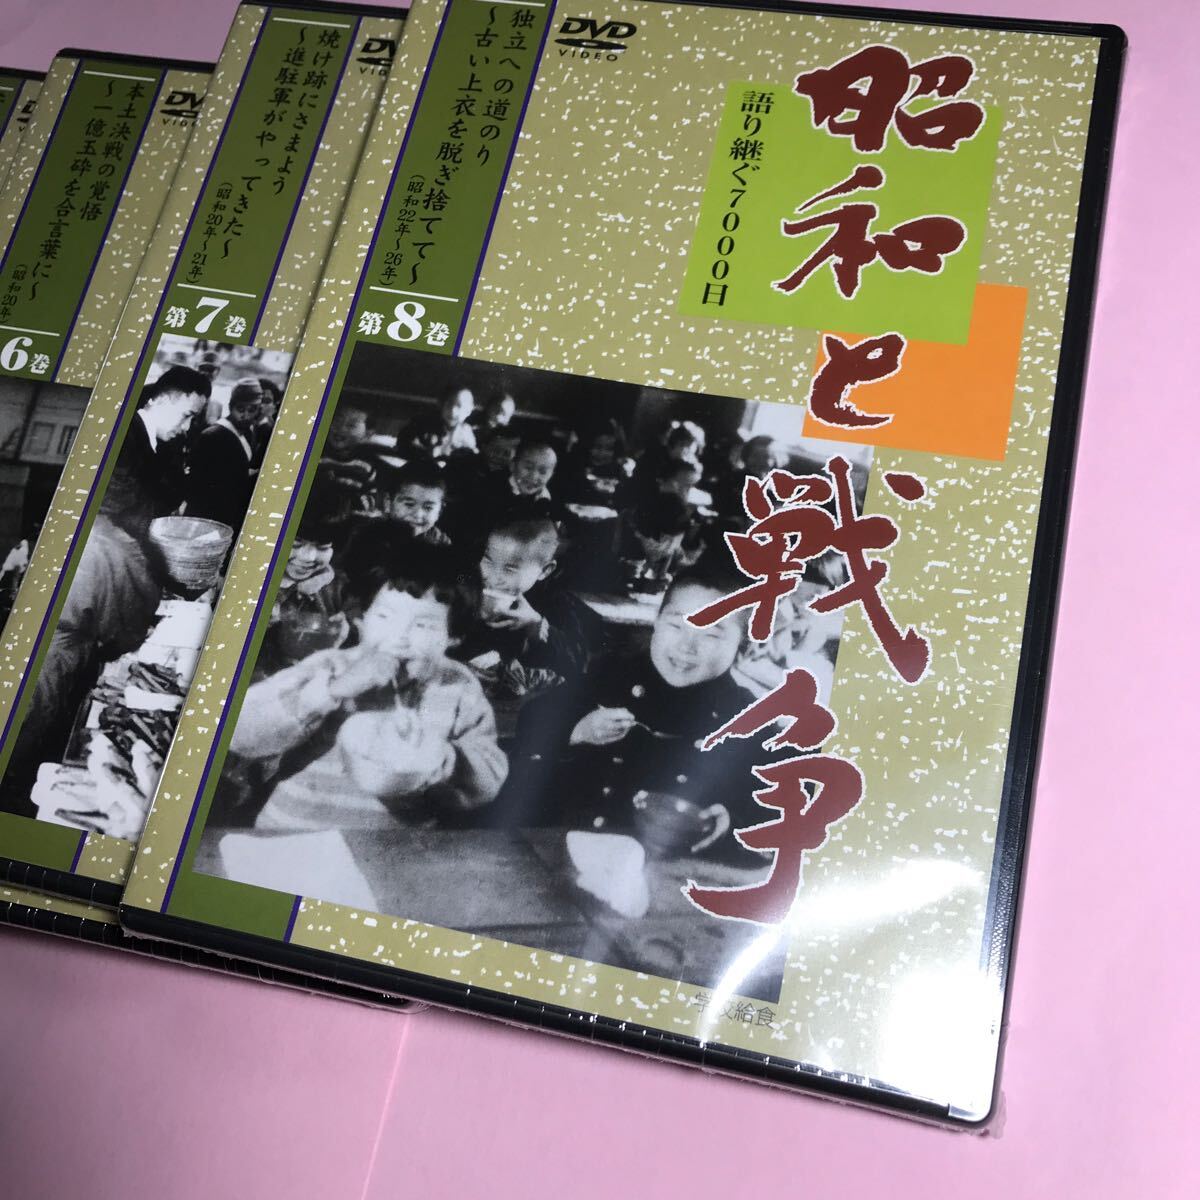 昭和と戦争
語り継ぐ7000日
DVD
VIDEO
独立への道のり
～古い上衣を脱ぎ捨てて～
(昭和22年～26年)
第8巻
学校給食
DVD
VIDEO
焼け跡にさまよう
～進駐軍がやってきた～
(昭和20年～21年)
第7巻
DVD
VIDEO
本土決戦の覚悟
～一億玉砕を合言葉に～
(昭和20年
6巻